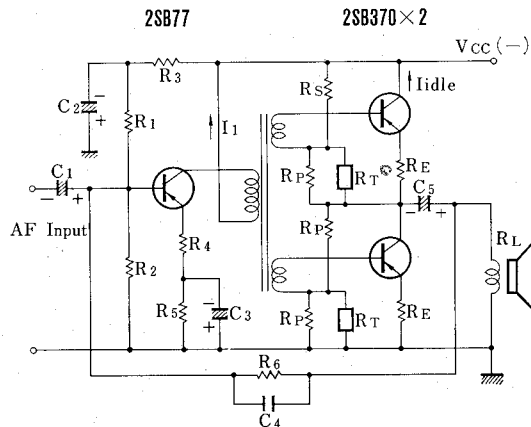 2SB77 2SB370×2
VCC (−)
R3
RS
Iidle
C2
−
+
R1
I1
C1
−
+
RP
RT
RE
C5
−
+
AF Input
RP
RL
R2
R4
R5
−
+
C3
RP
RT
RE
R6
C4